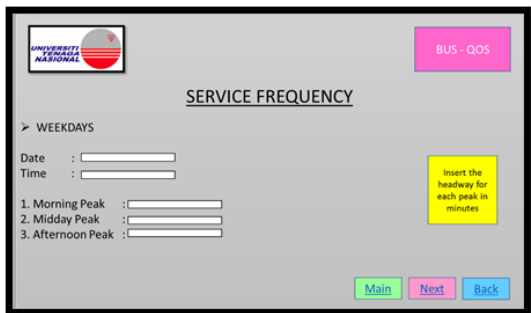 UNIVERSITI
TENAGA
NASIONAL
BUS - QOS
SERVICE FREQUENCY
➢ WEEKDAYS
Date :
Time :
1. Morning Peak :
2. Midday Peak :
3. Afternoon Peak :
Insert the
headway for
each peak in
minutes
Main Next Back